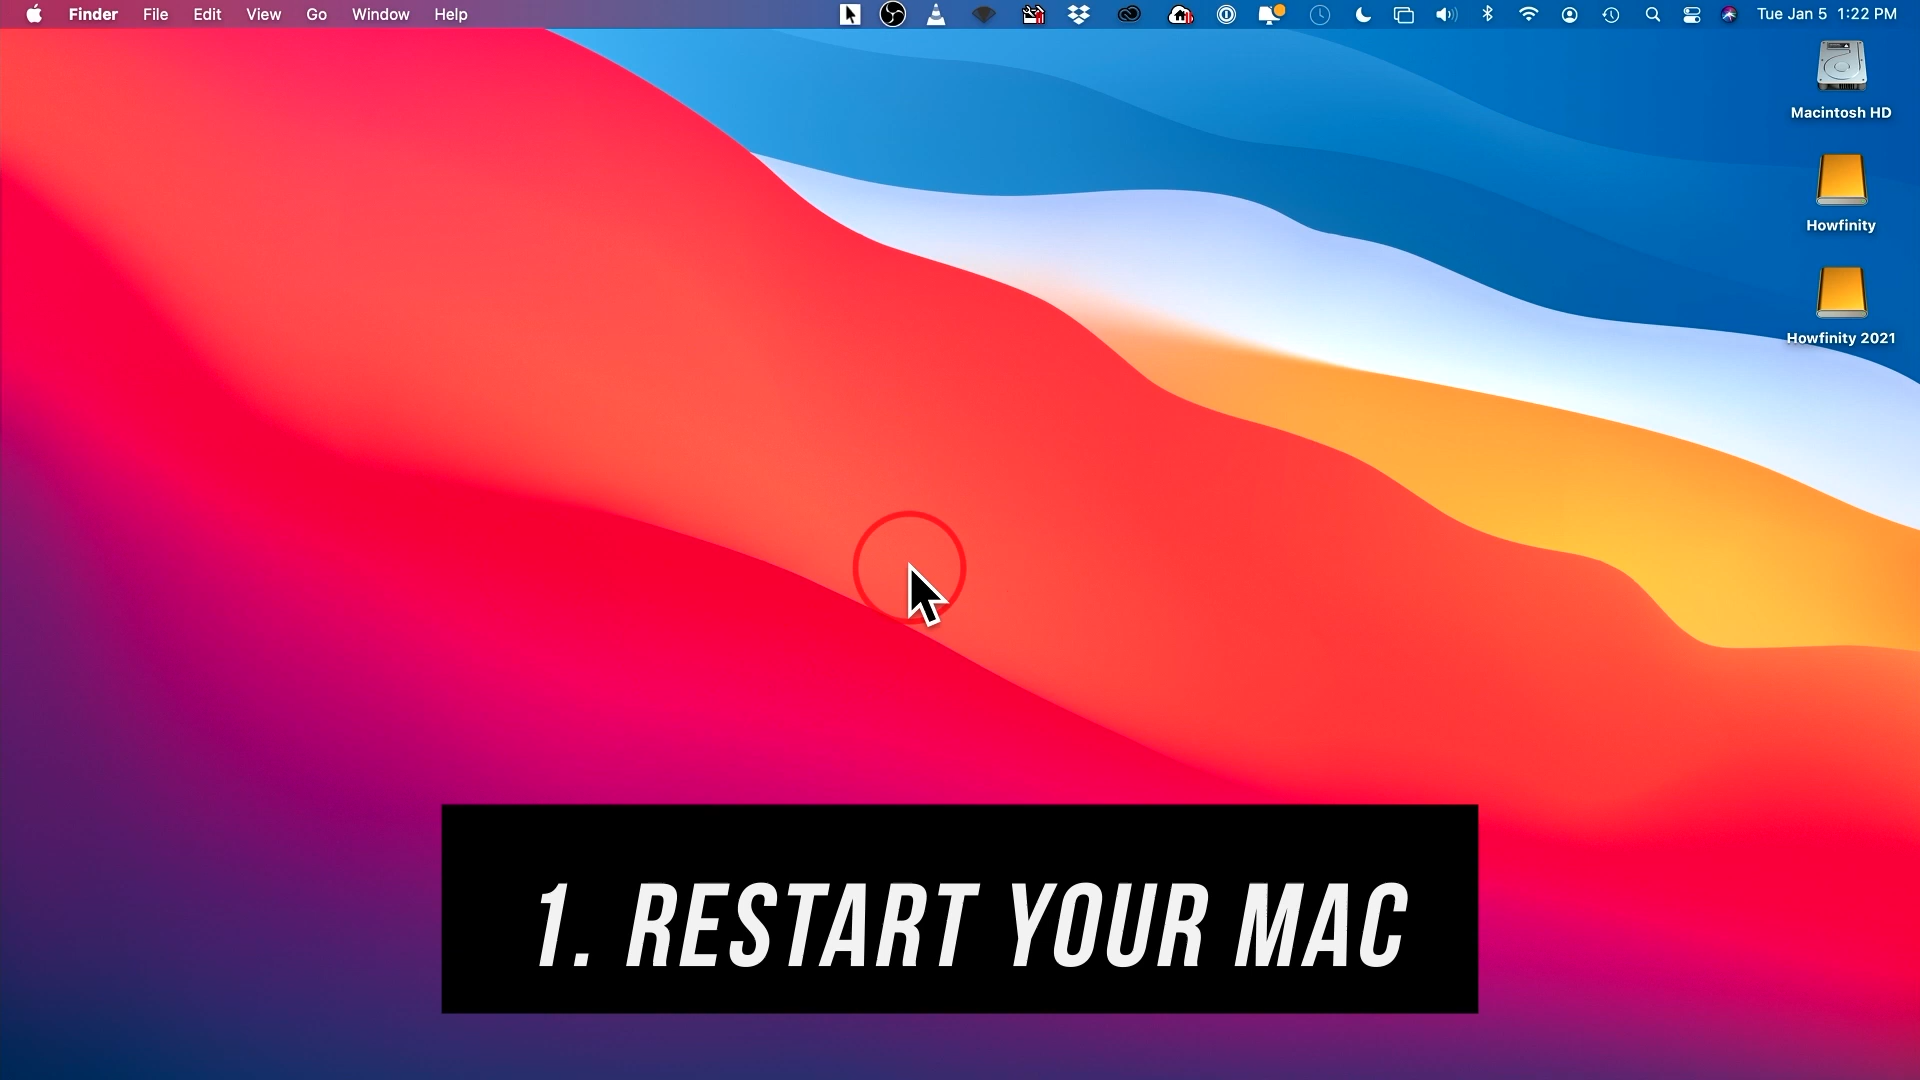 Finder File Edit View Go Window Help Tue Jan 5 1:22 PM
Macintosh HD
Howfinity
Howfinity 2021
1. RESTART YOUR MAC